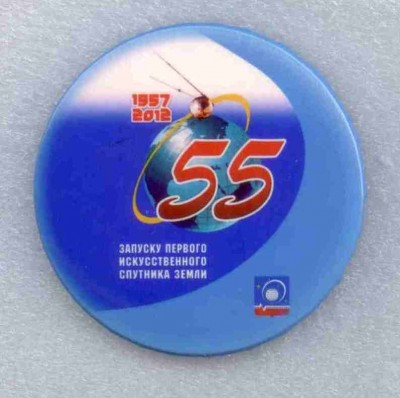 1957
2012
55
ЗАПУСКУ ПЕРВОГО
ИСКУССТВЕННОГО
СПУТНИКА ЗЕМЛИ